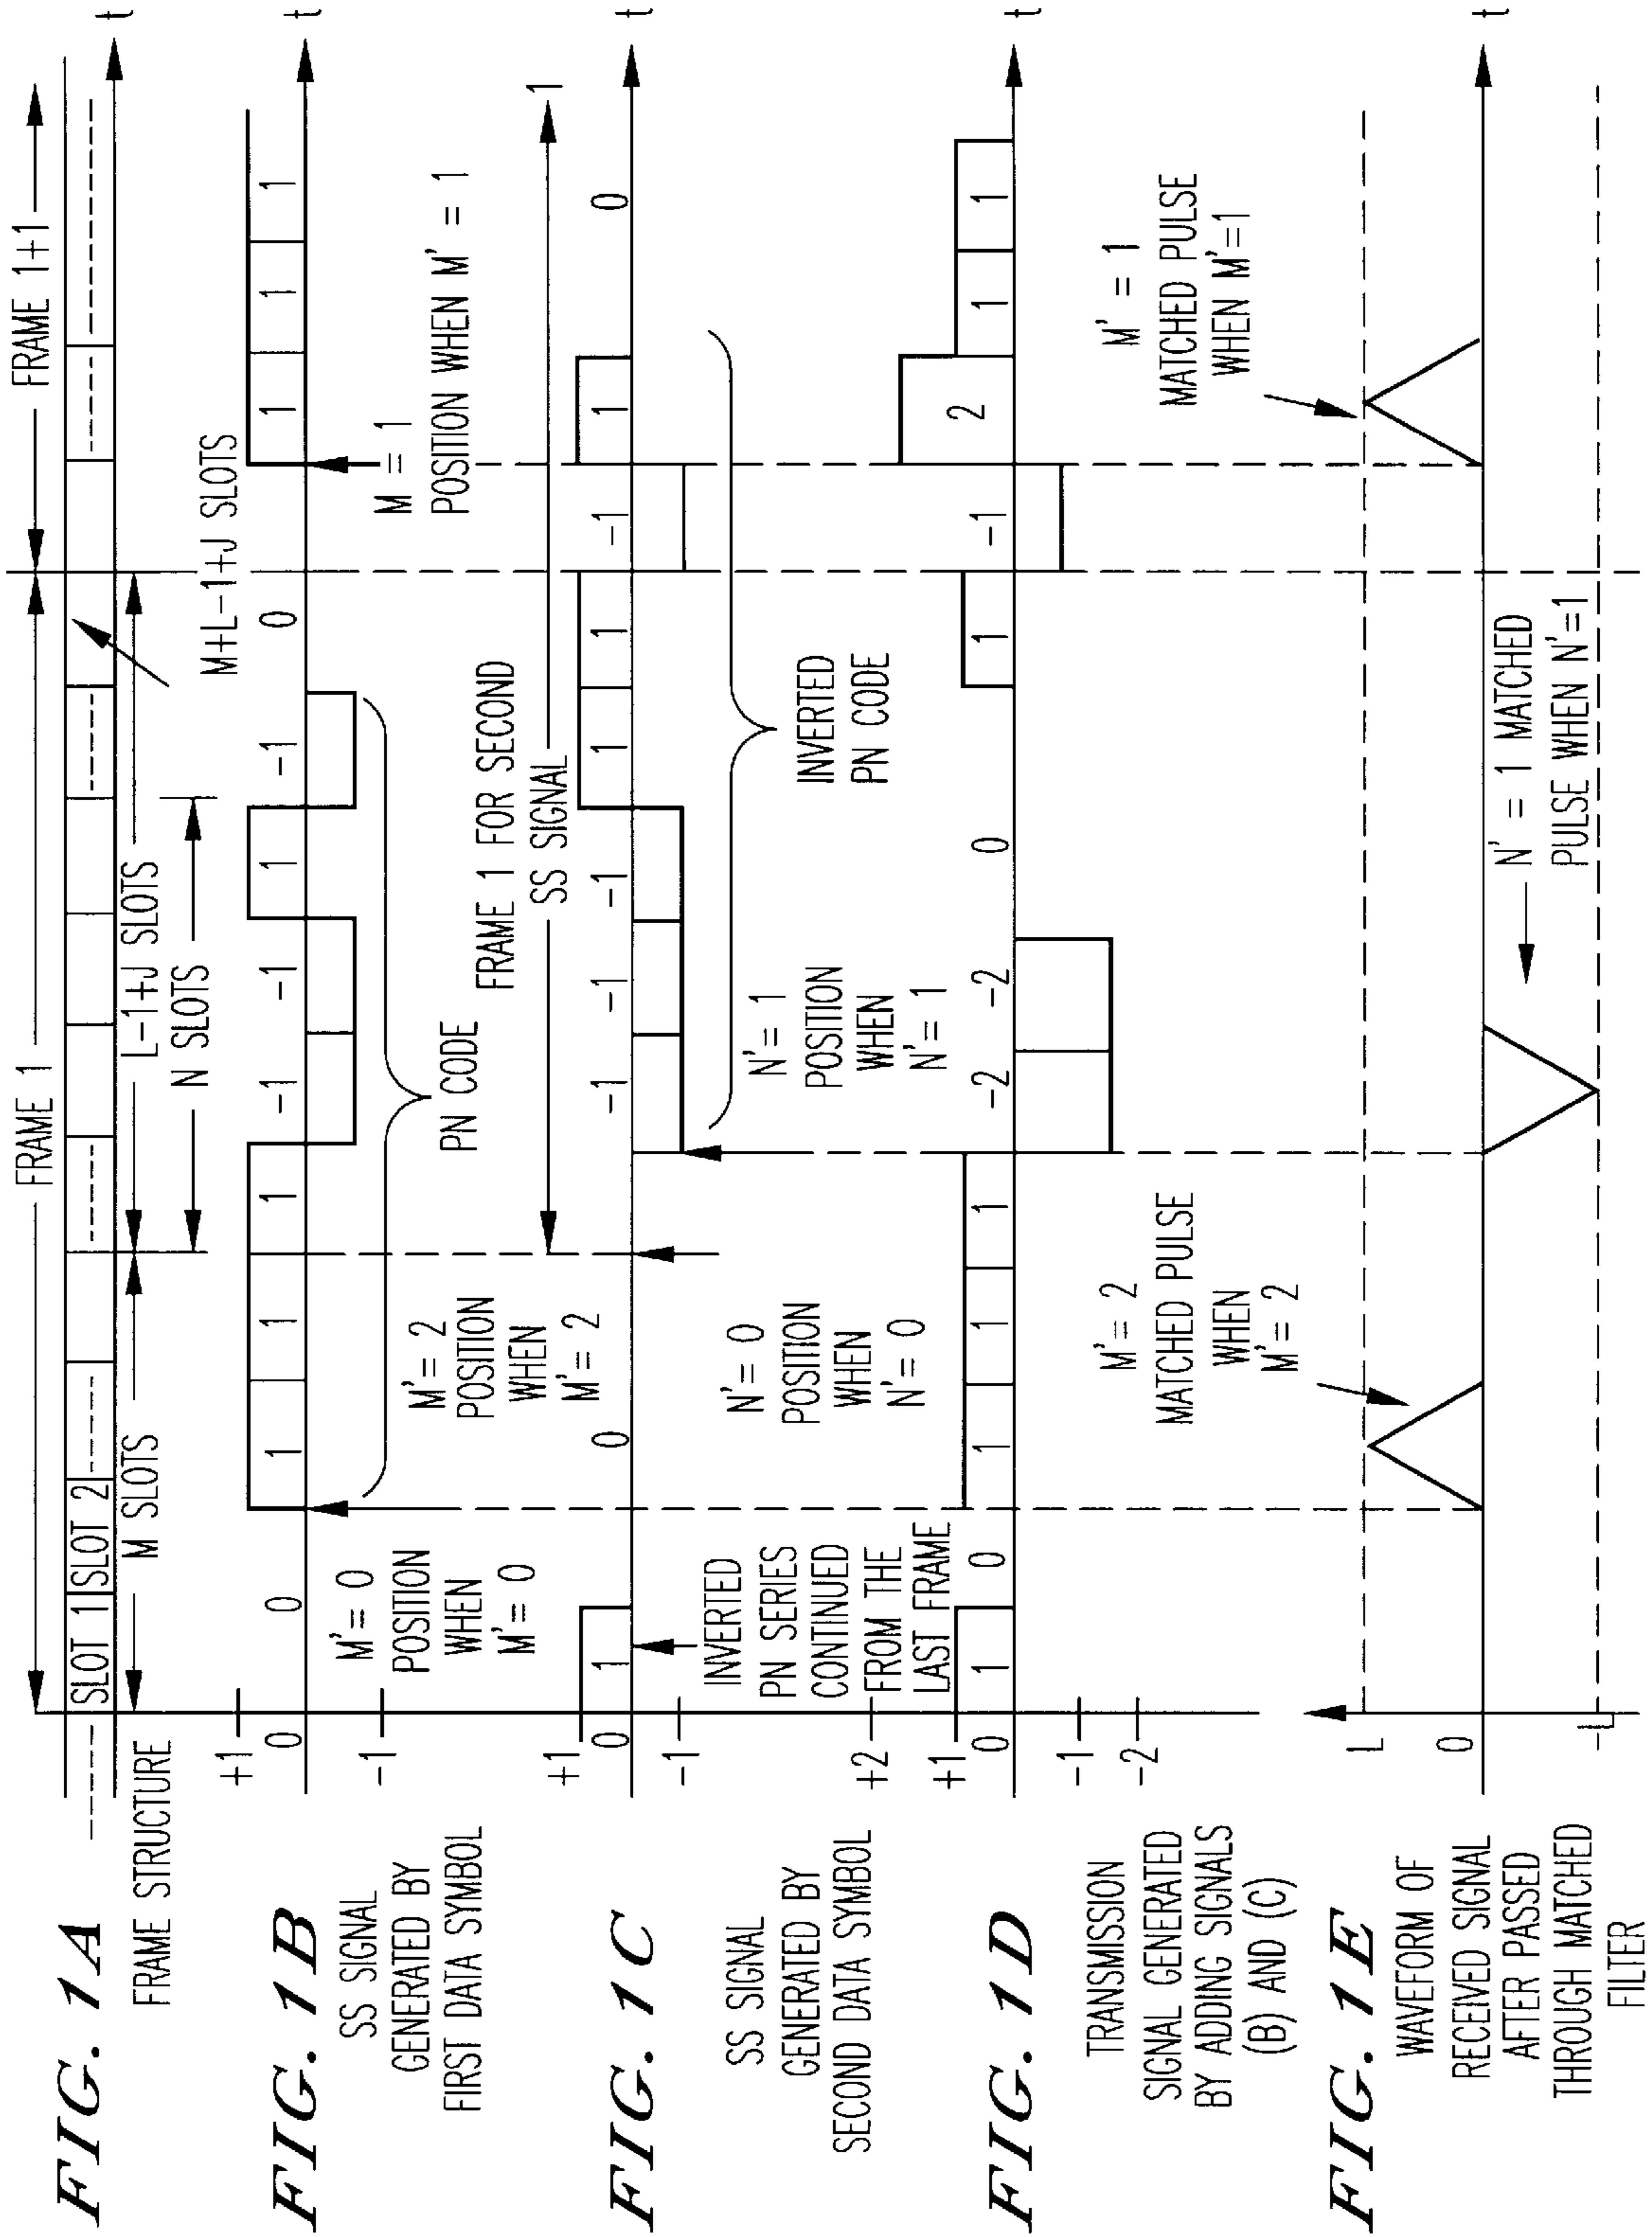 FIG. 1A
FRAME STRUCTURE
FRAME 1
FRAME 1+1
SLOT 1
SLOT 2
t
M SLOTS
L-1+J SLOTS
N SLOTS
M+L-1+J SLOTS
FIG. 1B
SS SIGNAL
GENERATED BY
FIRST DATA SYMBOL
+1
0
-1
0
1
1
1
-1
-1
1
-1
0
1
1
1
t
M'= 0
POSITION
WHEN
M'= 0
M'= 2
POSITION
WHEN
M'= 2
PN CODE
M = 1
POSITION WHEN M' = 1
FRAME 1 FOR SECOND
SS SIGNAL
1
FIG. 1C
SS SIGNAL
GENERATED BY
SECOND DATA SYMBOL
+1
0
-1
1
0
-1
-1
-1
1
1
-1
1
0
t
INVERTED
PN SERIES
CONTINUED
FROM THE
LAST FRAME
N'= 0
POSITION
WHEN
N'= 0
N'= 1
POSITION
WHEN
N'= 1
INVERTED
PN CODE
FIG. 1D
TRANSMISSION
SIGNAL GENERATED
BY ADDING SIGNALS
(B) AND (C)
+2
+1
0
-1
-2
1
0
1
1
1
-2
-2
0
1
-1
2
1
1
t
FIG. 1E
WAVEFORM OF
RECEIVED SIGNAL
AFTER PASSED
THROUGH MATCHED
FILTER
L
0
-L
M'= 2
MATCHED PULSE
WHEN
M'= 2
N' = 1 MATCHED
PULSE WHEN N'=1
M' = 1
MATCHED PULSE
WHEN M'=1
t